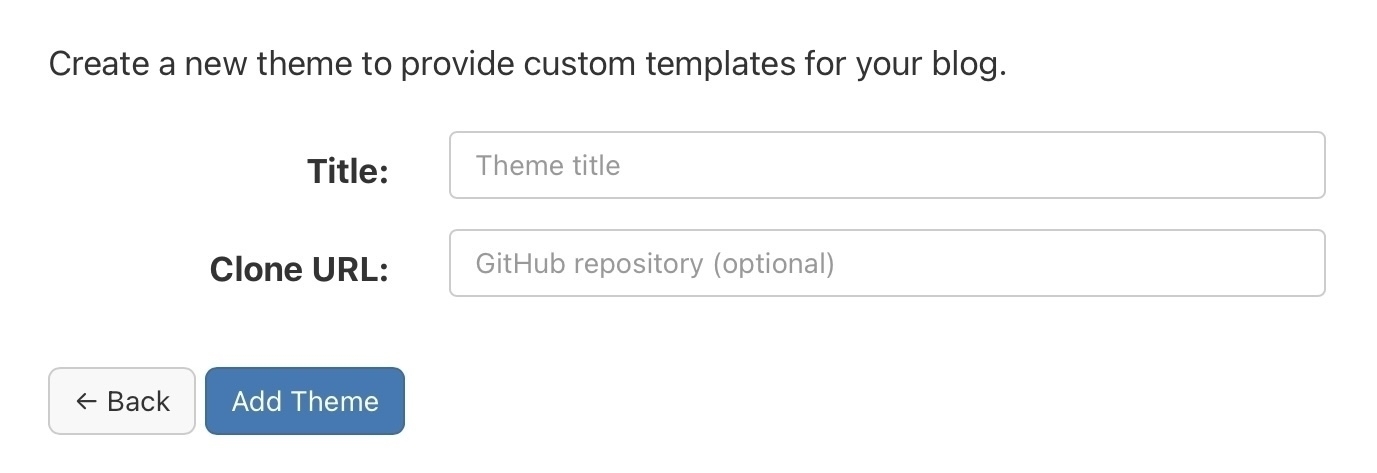 Create a new theme to provide custom templates for your blog.
Title: Theme title
Clone URL: GitHub repository (optional)
← Back Add Theme